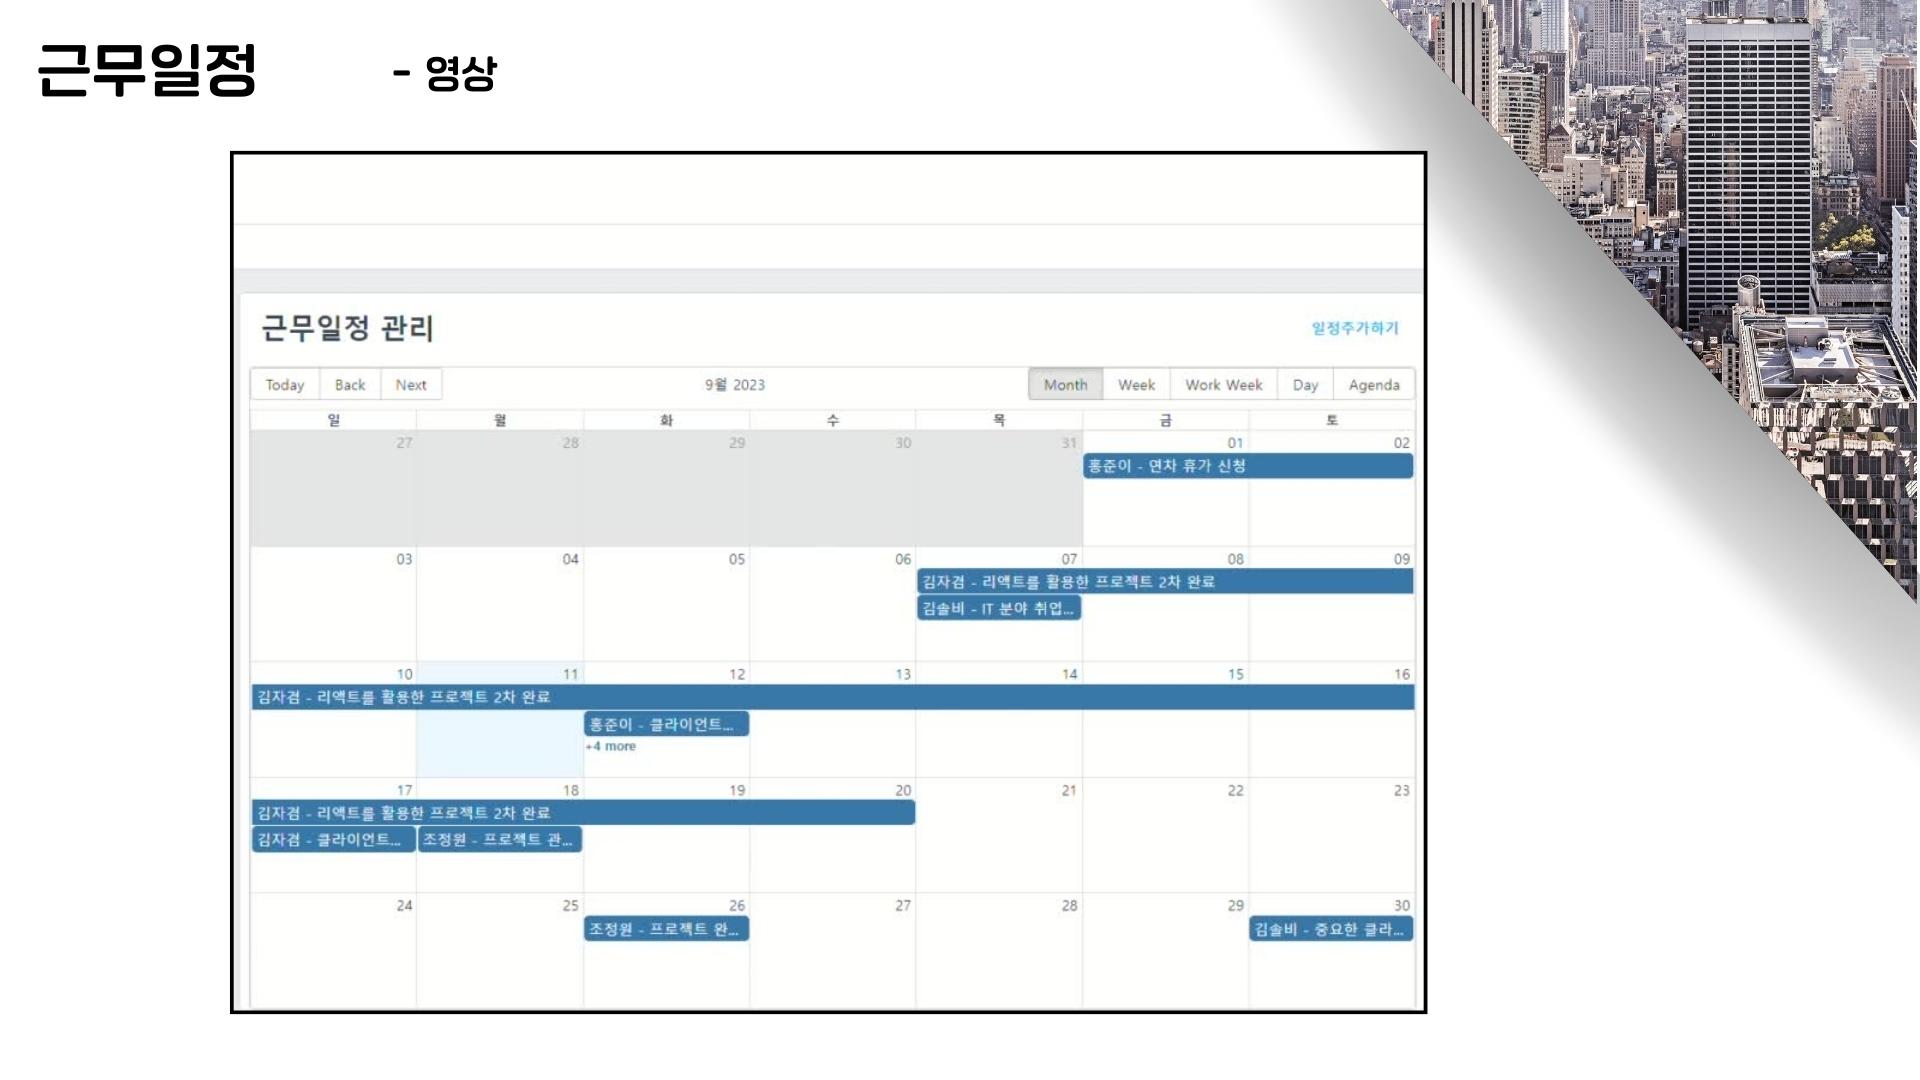 근무일정 - 영상
근무일정 관리
일정추가하기
Today Back Next
9월 2023
Month Week Work Week Day Agenda
일 월 화 수 목 금 토
27 28 29 30 31 01 02
홍준이 - 연차 휴가 신청
03 04 05 06 07 08 09
김자겸 - 리액트를 활용한 프로젝트 2차 완료
김솔비 - IT 분야 취업...
10 11 12 13 14 15 16
김자겸 - 리액트를 활용한 프로젝트 2차 완료
홍준이 - 클라이언트...
+4 more
17 18 19 20 21 22 23
김자겸 - 리액트를 활용한 프로젝트 2차 완료
김자겸 - 클라이언트... 조정원 - 프로젝트 관...
24 25 26 27 28 29 30
조정원 - 프로젝트 완... 김솔비 - 중요한 클라...